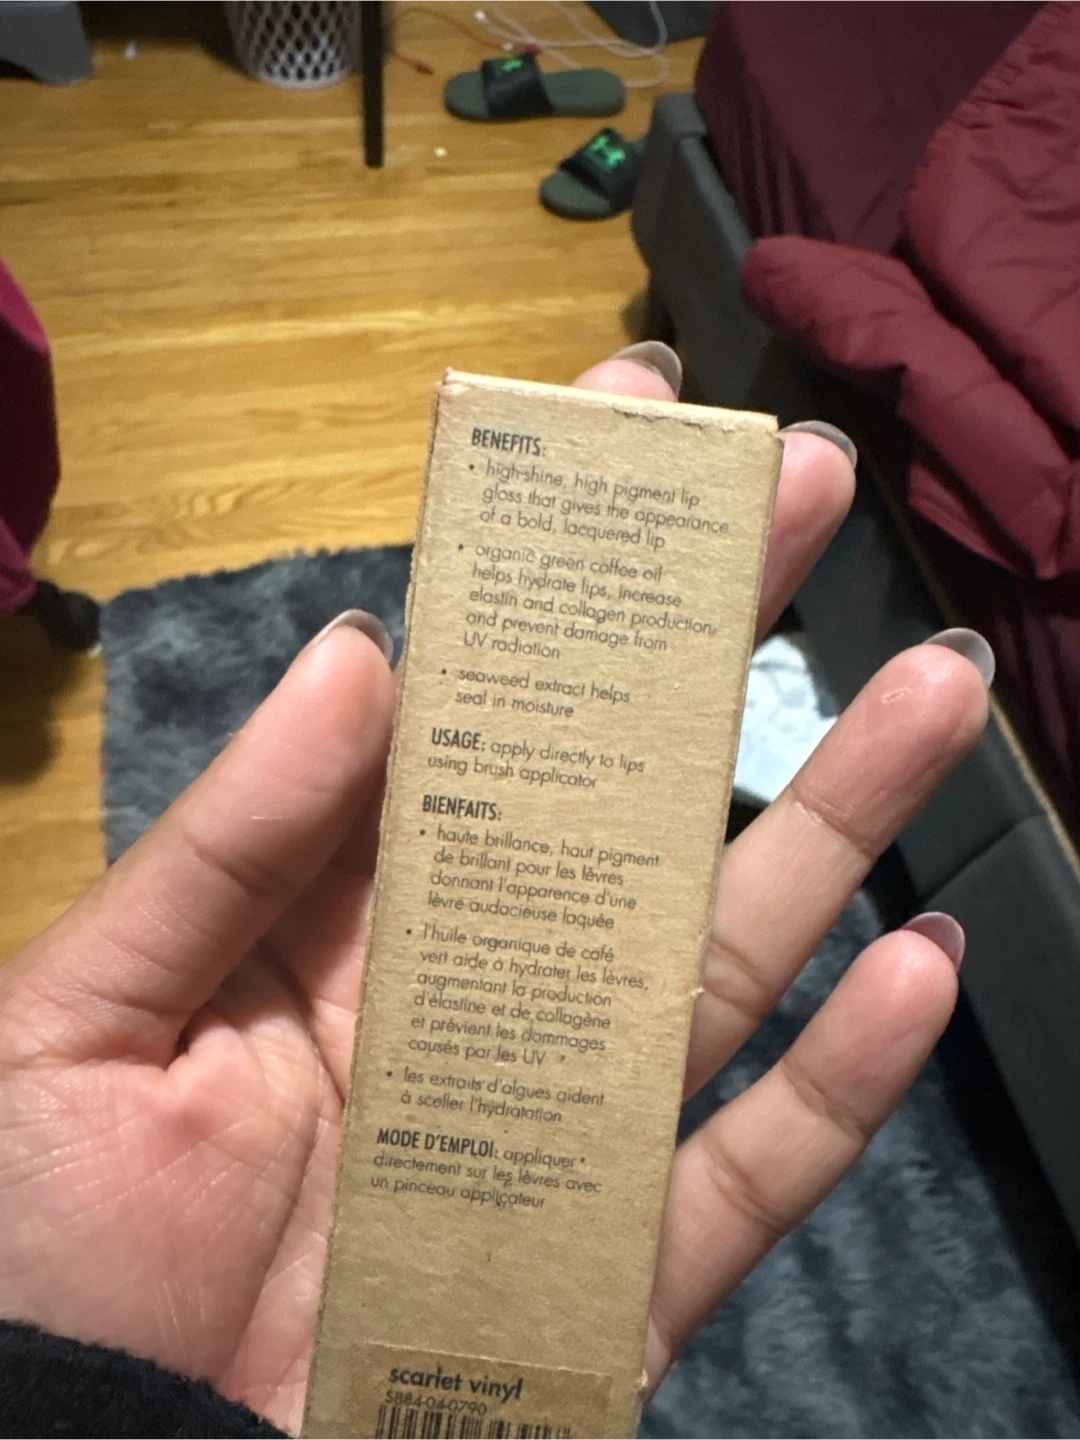 BENEFITS:
• high-shine, high pigment lip
gloss that gives the appearance
of a bold, lacquered lip
• organic green coffee oil
helps hydrate lips, increase
elastin and collagen production,
and prevent damage from
UV radiation
• seaweed extract helps
seal in moisture
USAGE: apply directly to lips
using brush applicator
BIENFAITS:
• haute brillance, haut pigment
de brillant pour les lèvres
donnant l'apparence d'une
lèvre audacieuse laquée
• l'huile organique de café
vert aide à hydrater les lèvres,
augmentant la production
d'élastine et de collagène
et prévient les dommages
causés par les UV
• les extraits d'algues aident
à sceller l'hydratation
MODE D'EMPLOI: appliquer
directement sur les lèvres avec
un pinceau applicateur
scarlet vinyl
5884-04-0790